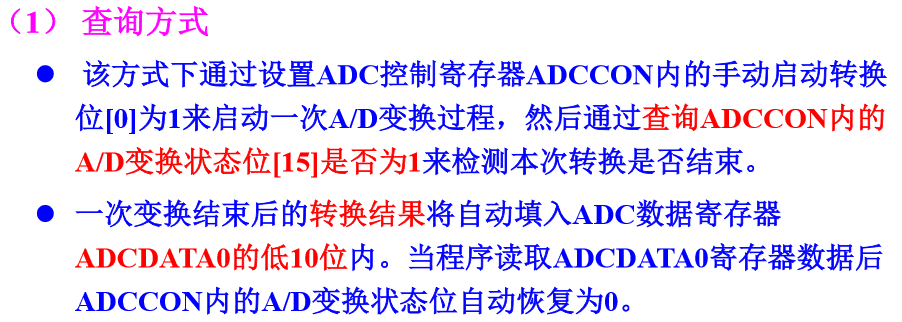 （1） 查询方式
● 该方式下通过设置ADC控制寄存器ADCCON内的手动启动转换
位[0]为1来启动一次A/D变换过程，然后通过查询ADCCON内的
A/D变换状态位[15]是否为1来检测本次转换是否结束。
● 一次变换结束后的转换结果将自动填入ADC数据寄存器
ADCDATA0的低10位内。当程序读取ADCDATA0寄存器数据后
ADCCON内的A/D变换状态位自动恢复为0。